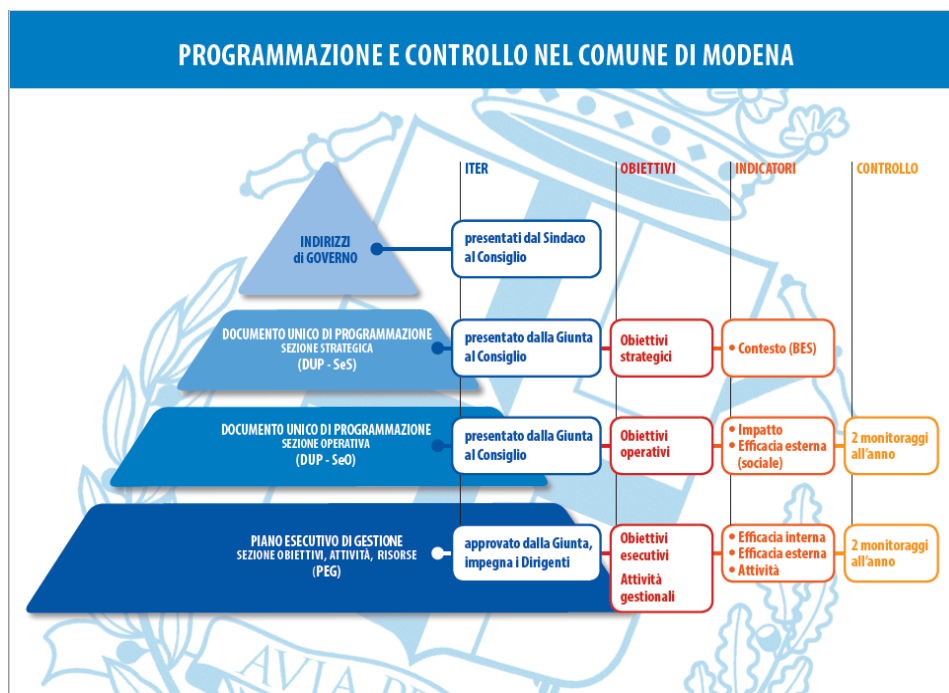 PROGRAMMAZIONE E CONTROLLO NEL COMUNE DI MODENA
ITER
OBIETTIVI
INDICATORI
CONTROLLO
INDIRIZZI
di GOVERNO
presentati dal Sindaco
al Consiglio
DOCUMENTO UNICO DI PROGRAMMAZIONE
SEZIONE STRATEGICA
(DUP - SeS)
presentato dalla Giunta
al Consiglio
Obiettivi
strategici
• Contesto (BES)
DOCUMENTO UNICO DI PROGRAMMAZIONE
SEZIONE OPERATIVA
(DUP - SeO)
presentato dalla Giunta
al Consiglio
Obiettivi
operativi
• Impatto
• Efficacia esterna
(sociale)
2 monitoraggi
all'anno
PIANO ESECUTIVO DI GESTIONE
SEZIONE OBIETTIVI, ATTIVITÀ, RISORSE
(PEG)
approvato dalla Giunta,
impegna i Dirigenti
Obiettivi
esecutivi
Attività
gestionali
• Efficacia interna
• Efficacia esterna
• Attività
2 monitoraggi
all'anno
AVIA